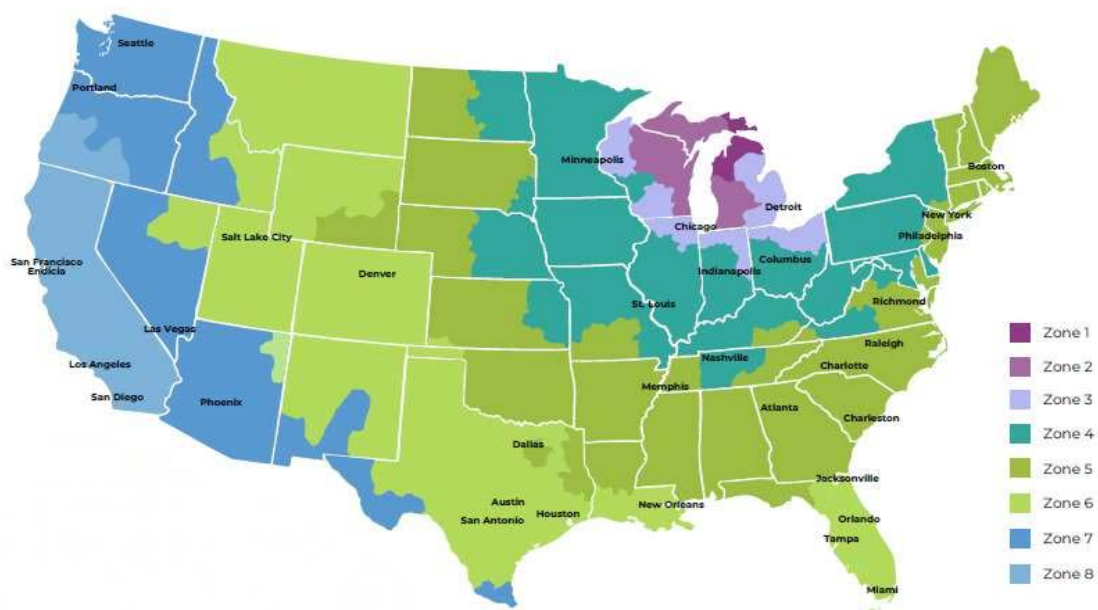 Seattle
Portland
Minneapolis
Boston
Detroit
New York
Chicago
Philadelphia
Salt Lake City
San Francisco
Endicia
Denver
Columbus
Indianapolis
Las Vegas
St. Louis
Richmond
Los Angeles
Nashville
Raleigh
Charlotte
San Diego
Phoenix
Memphis
Atlanta
Charleston
Dallas
Jacksonville
Austin
San Antonio
Houston
New Orleans
Orlando
Tampa
Miami
Zone 1
Zone 2
Zone 3
Zone 4
Zone 5
Zone 6
Zone 7
Zone 8